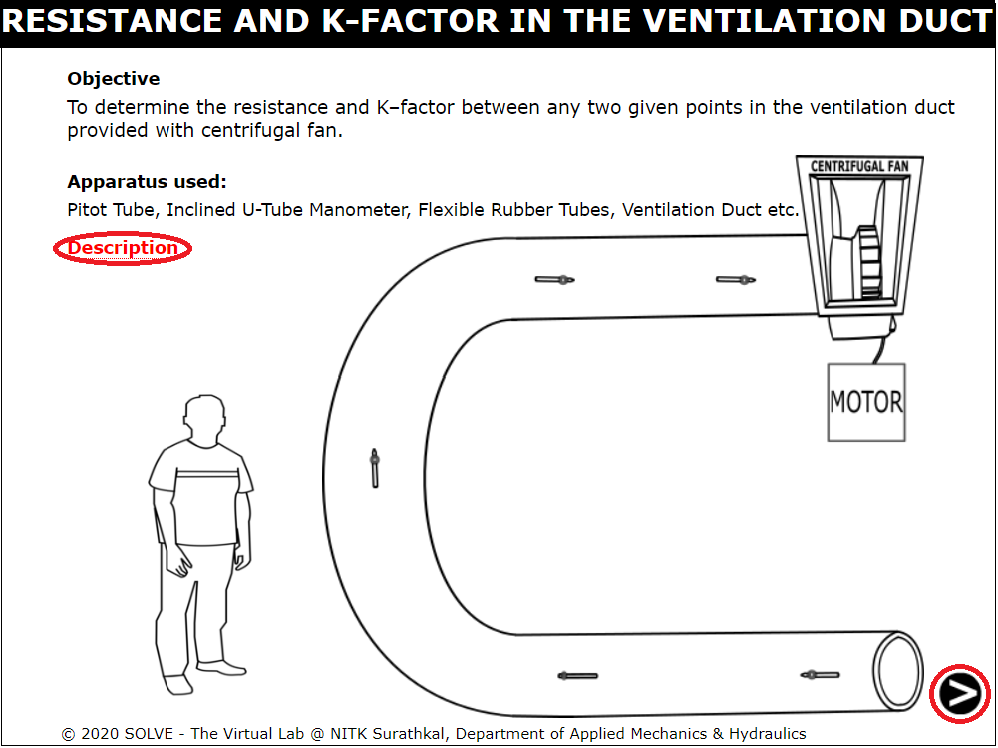 RESISTANCE AND K-FACTOR IN THE VENTILATION DUCT
Objective
To determine the resistance and K–factor between any two given points in the ventilation duct
provided with centrifugal fan.
CENTRIFUGAL FAN
Apparatus used:
Pitot Tube, Inclined U-Tube Manometer, Flexible Rubber Tubes, Ventilation Duct etc.
Description
MOTOR
© 2020 SOLVE - The Virtual Lab @ NITK Surathkal, Department of Applied Mechanics & Hydraulics